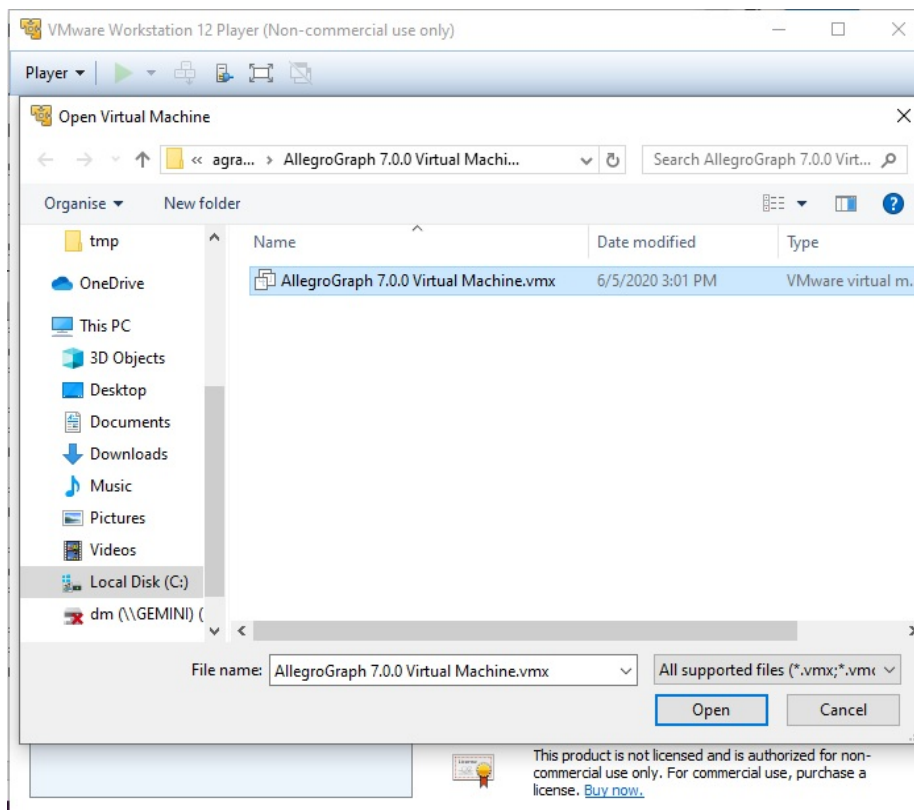 VMware Workstation 12 Player (Non-commercial use only)
Player
Open Virtual Machine
« agra... › AllegroGraph 7.0.0 Virtual Machi...
Search AllegroGraph 7.0.0 Virt...
Organise
New folder
tmp
OneDrive
This PC
3D Objects
Desktop
Documents
Downloads
Music
Pictures
Videos
Local Disk (C:)
dm (\\GEMINI) (
Name Date modified Type
AllegroGraph 7.0.0 Virtual Machine.vmx 6/5/2020 3:01 PM VMware virtual m.
File name: AllegroGraph 7.0.0 Virtual Machine.vmx All supported files (*.vmx;*.vmc
Open Cancel
This product is not licensed and is authorized for non-
commercial use only. For commercial use, purchase a
license. Buy now.